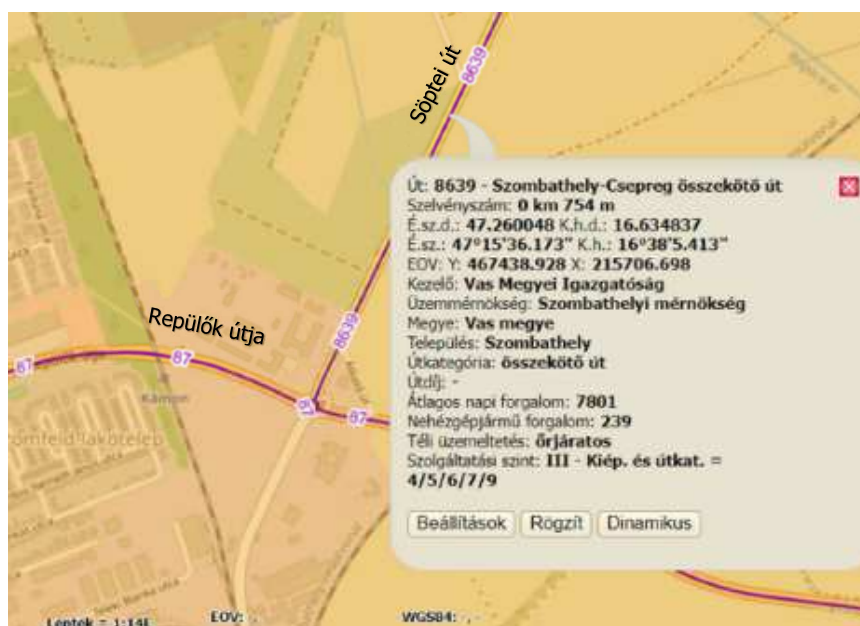 Söptei út
8639
Út: 8639 - Szombathely-Csepreg összekötő út
Szelvényszám: 0 km 754 m
É.sz.d.: 47.260048 K.h.d.: 16.634837
É.sz.: 47°15'36.173" K.h.: 16°38'5.413"
EOV: Y: 467438.928 X: 215706.698
Kezelő: Vas Megyei Igazgatóság
Üzemmérnökség: Szombathelyi mérnökség
Megye: Vas megye
Település: Szombathely
Útkategória: összekötő út
Útdíj: -
Átlagos napi forgalom: 7801
Nehézgépjármű forgalom: 239
Téli üzemeltetés: őrjáratos
Szolgáltatási szint: III - Kiép. és útkat. =
4/5/6/7/9
Beállítások Rögzít Dinamikus
Repülők útja
8639
87
87
87
87
Kámon
EOV: -, -
WGS84: -, -